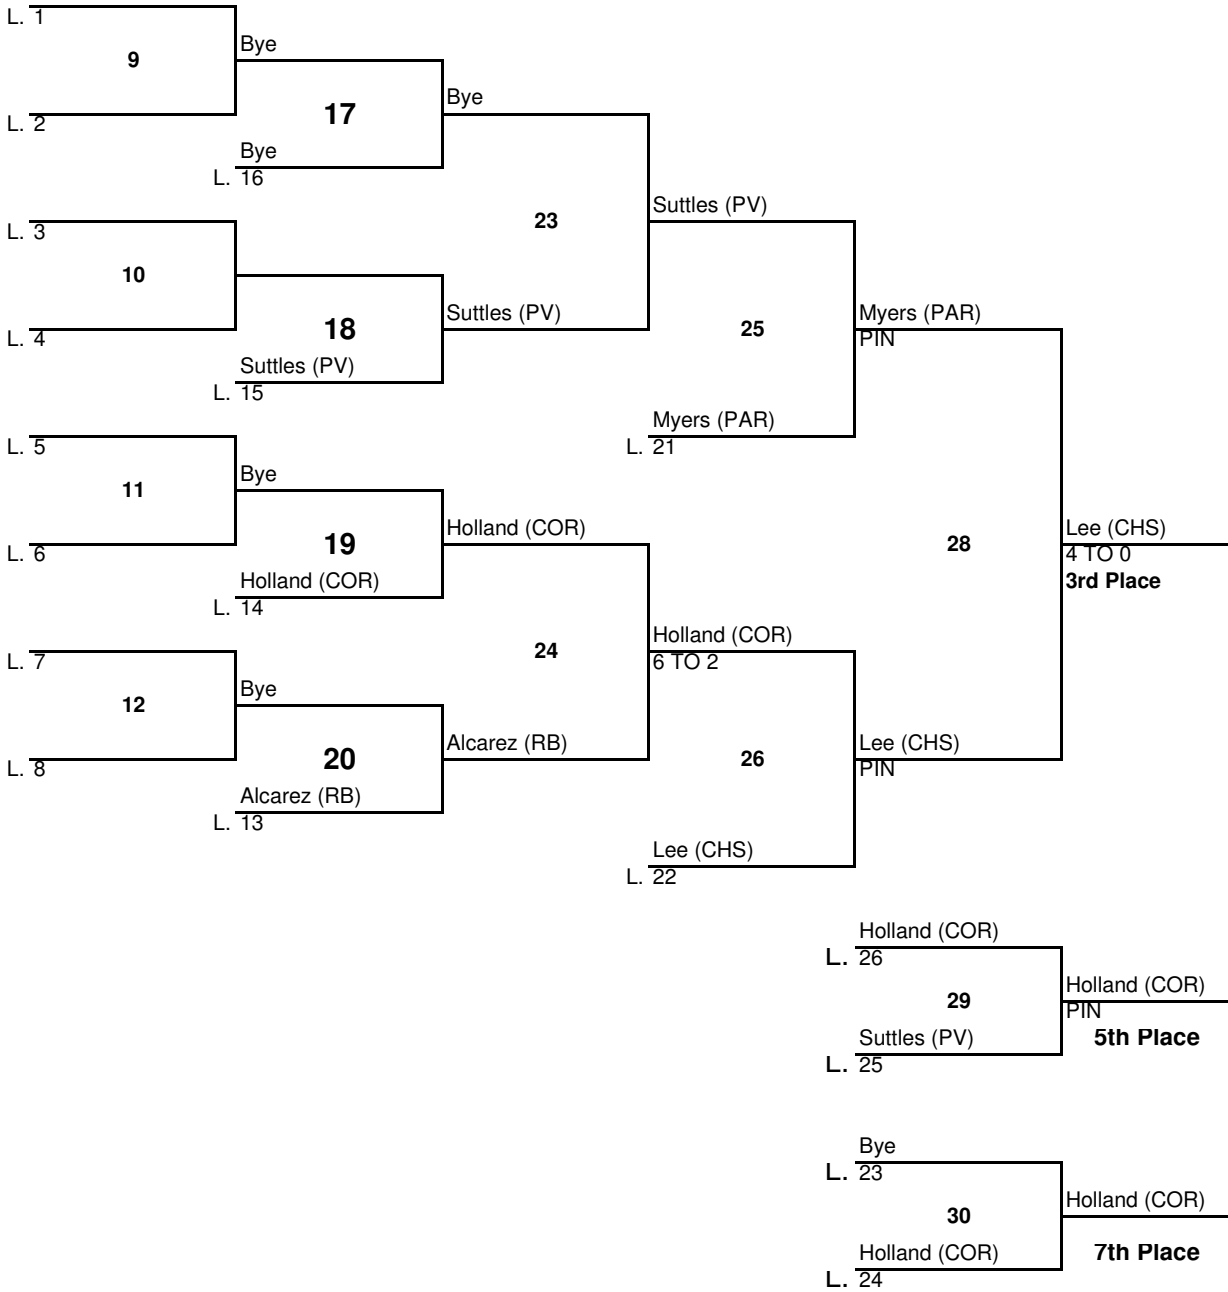 L. 1
9
Bye
L. 2
17
Bye
Bye
L. 16
L. 3
10
L. 4
18
Suttles (PV)
Suttles (PV)
L. 15
23
Suttles (PV)
L. 5
11
Bye
L. 6
19
Holland (COR)
Holland (COR)
L. 14
25
Myers (PAR)
L. 21
Myers (PAR)
PIN
L. 7
12
Bye
L. 8
20
Alcarez (RB)
Alcarez (RB)
L. 13
24
Holland (COR)
6 TO 2
26
Lee (CHS)
L. 22
Lee (CHS)
PIN
28
Lee (CHS)
4 TO 0
3rd Place
Holland (COR)
L. 26
29
Suttles (PV)
L. 25
Holland (COR)
PIN
5th Place
Bye
L. 23
30
Holland (COR)
L. 24
Holland (COR)
7th Place